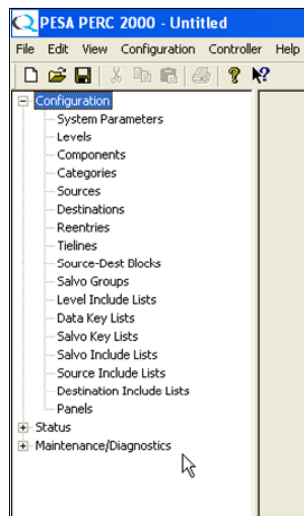 PESA PERC 2000 - Untitled
File Edit View Configuration Controller Help
Configuration
System Parameters
Levels
Components
Categories
Sources
Destinations
Reentries
Tielines
Source-Dest Blocks
Salvo Groups
Level Include Lists
Data Key Lists
Salvo Key Lists
Salvo Include Lists
Source Include Lists
Destination Include Lists
Panels
Status
Maintenance/Diagnostics